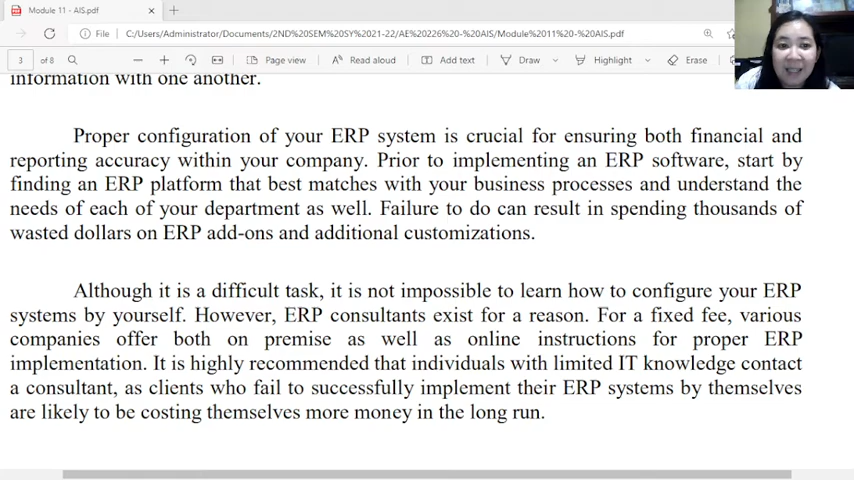 Module 11 - AIS.pdf
File C:/Users/Administrator/Documents/2ND%20SEM%20SY%2021-22/AE%20226%20-%20AIS/Module%2011%20-%20AIS.pdf
3 of 8 Page view Read aloud Add text Draw Highlight Erase
information with one another.
Proper configuration of your ERP system is crucial for ensuring both financial and
reporting accuracy within your company. Prior to implementing an ERP software, start by
finding an ERP platform that best matches with your business processes and understand the
needs of each of your department as well. Failure to do can result in spending thousands of
wasted dollars on ERP add-ons and additional customizations.
Although it is a difficult task, it is not impossible to learn how to configure your ERP
systems by yourself. However, ERP consultants exist for a reason. For a fixed fee, various
companies offer both on premise as well as online instructions for proper ERP
implementation. It is highly recommended that individuals with limited IT knowledge contact
a consultant, as clients who fail to successfully implement their ERP systems by themselves
are likely to be costing themselves more money in the long run.